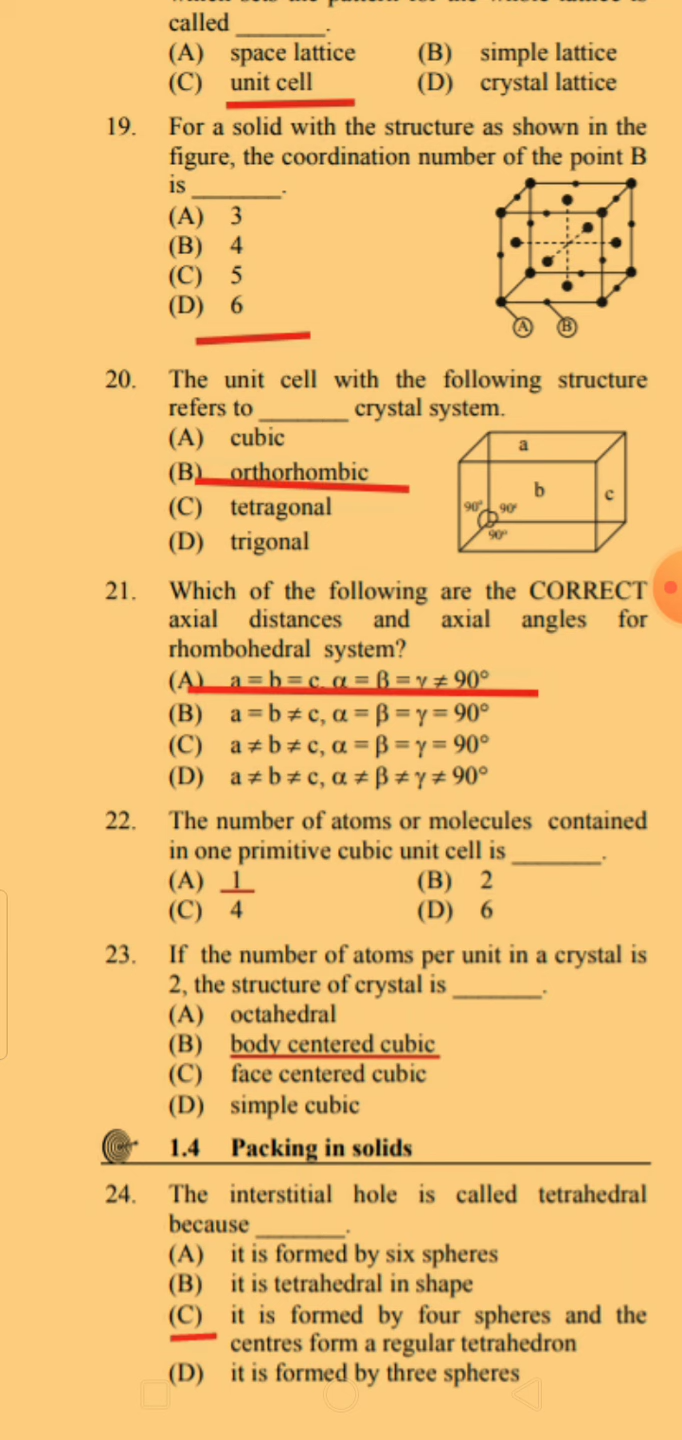 called ________.
(A) space lattice (B) simple lattice
(C) unit cell (D) crystal lattice
19. For a solid with the structure as shown in the
figure, the coordination number of the point B
is ________.
(A) 3
(B) 4
(C) 5
(D) 6
A B
20. The unit cell with the following structure
refers to ________ crystal system.
(A) cubic
(B) orthorhombic
(C) tetragonal
(D) trigonal
a
b
c
90° 90°
90°
21. Which of the following are the CORRECT
axial distances and axial angles for
rhombohedral system?
(A) a = b = c, α = β = γ ≠ 90°
(B) a = b ≠ c, α = β = γ = 90°
(C) a ≠ b ≠ c, α = β = γ = 90°
(D) a ≠ b ≠ c, α ≠ β ≠ γ ≠ 90°
22. The number of atoms or molecules contained
in one primitive cubic unit cell is ________.
(A) 1 (B) 2
(C) 4 (D) 6
23. If the number of atoms per unit in a crystal is
2, the structure of crystal is ________.
(A) octahedral
(B) body centered cubic
(C) face centered cubic
(D) simple cubic
1.4 Packing in solids
24. The interstitial hole is called tetrahedral
because ________.
(A) it is formed by six spheres
(B) it is tetrahedral in shape
(C) it is formed by four spheres and the
centres form a regular tetrahedron
(D) it is formed by three spheres